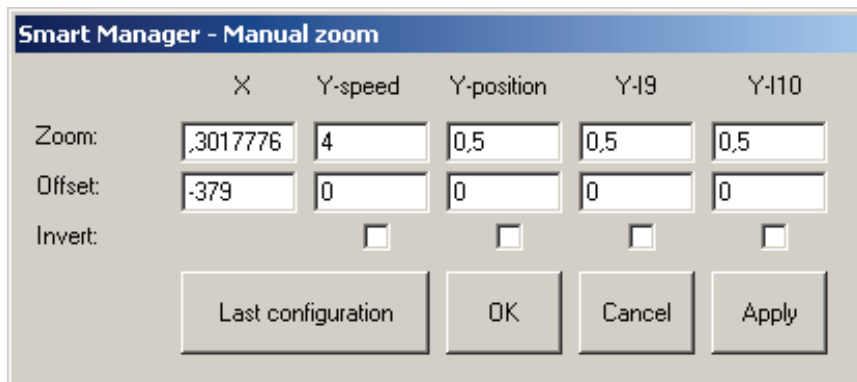 Smart Manager - Manual zoom
X Y-speed Y-position Y-I9 Y-I10
Zoom: ,3017776 4 0,5 0,5 0,5
Offset: -379 0 0 0 0
Invert:
Last configuration OK Cancel Apply